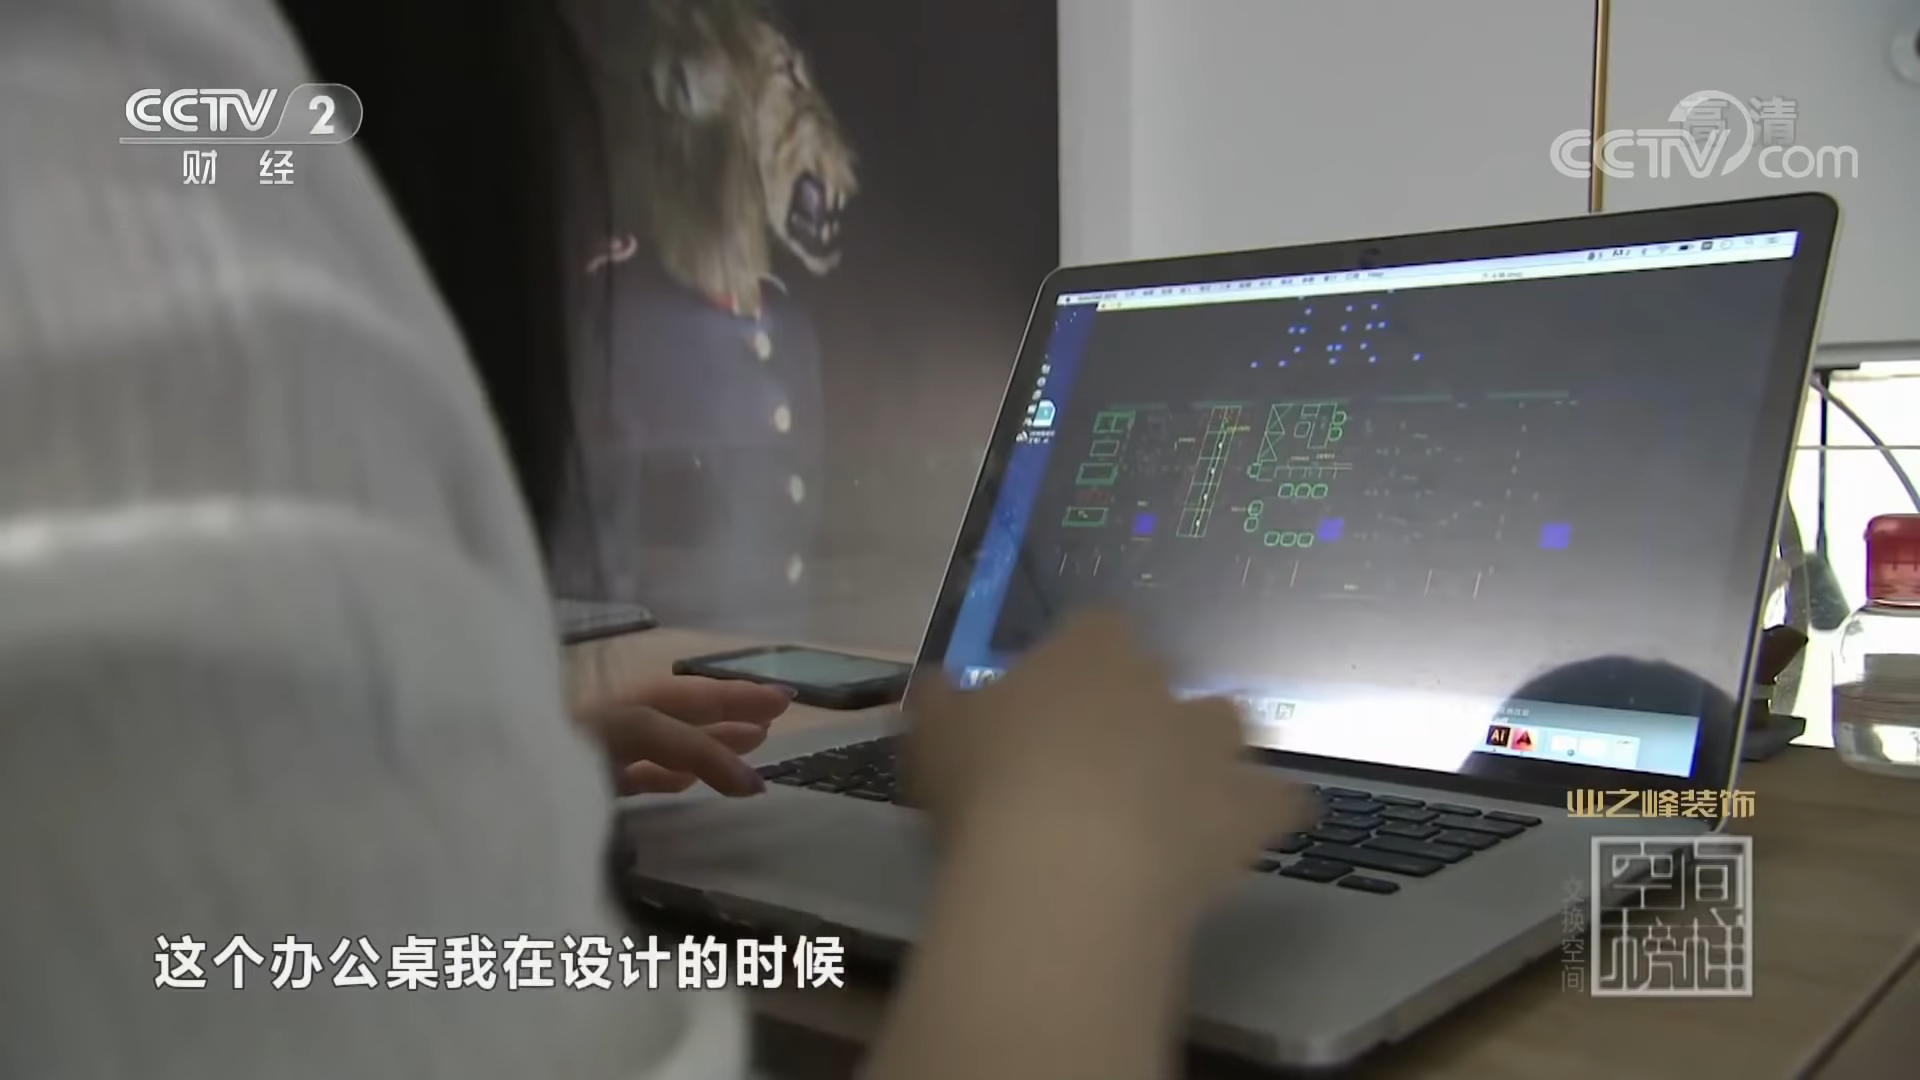 CCTV 2
财经
高清
CCTV.com
Ai
业之峰装饰
交换空间
空间榜样
这个办公桌我在设计的时候